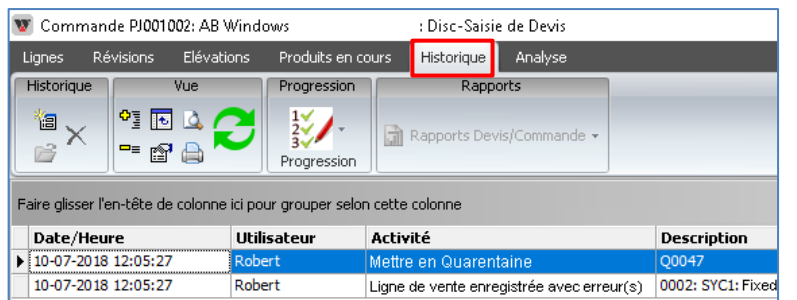 Commande PJ001002: AB Windows : Disc-Saisie de Devis
Lignes Révisions Elévations Produits en cours Historique Analyse
Historique Vue Progression Rapports
Rapports Devis/Commande
Progression
Faire glisser l'en-tête de colonne ici pour grouper selon cette colonne
Date/Heure Utilisateur Activité Description
10-07-2018 12:05:27 Robert Mettre en Quarentaine Q0047
10-07-2018 12:05:27 Robert Ligne de vente enregistrée avec erreur(s) 0002: SYC1: Fixed